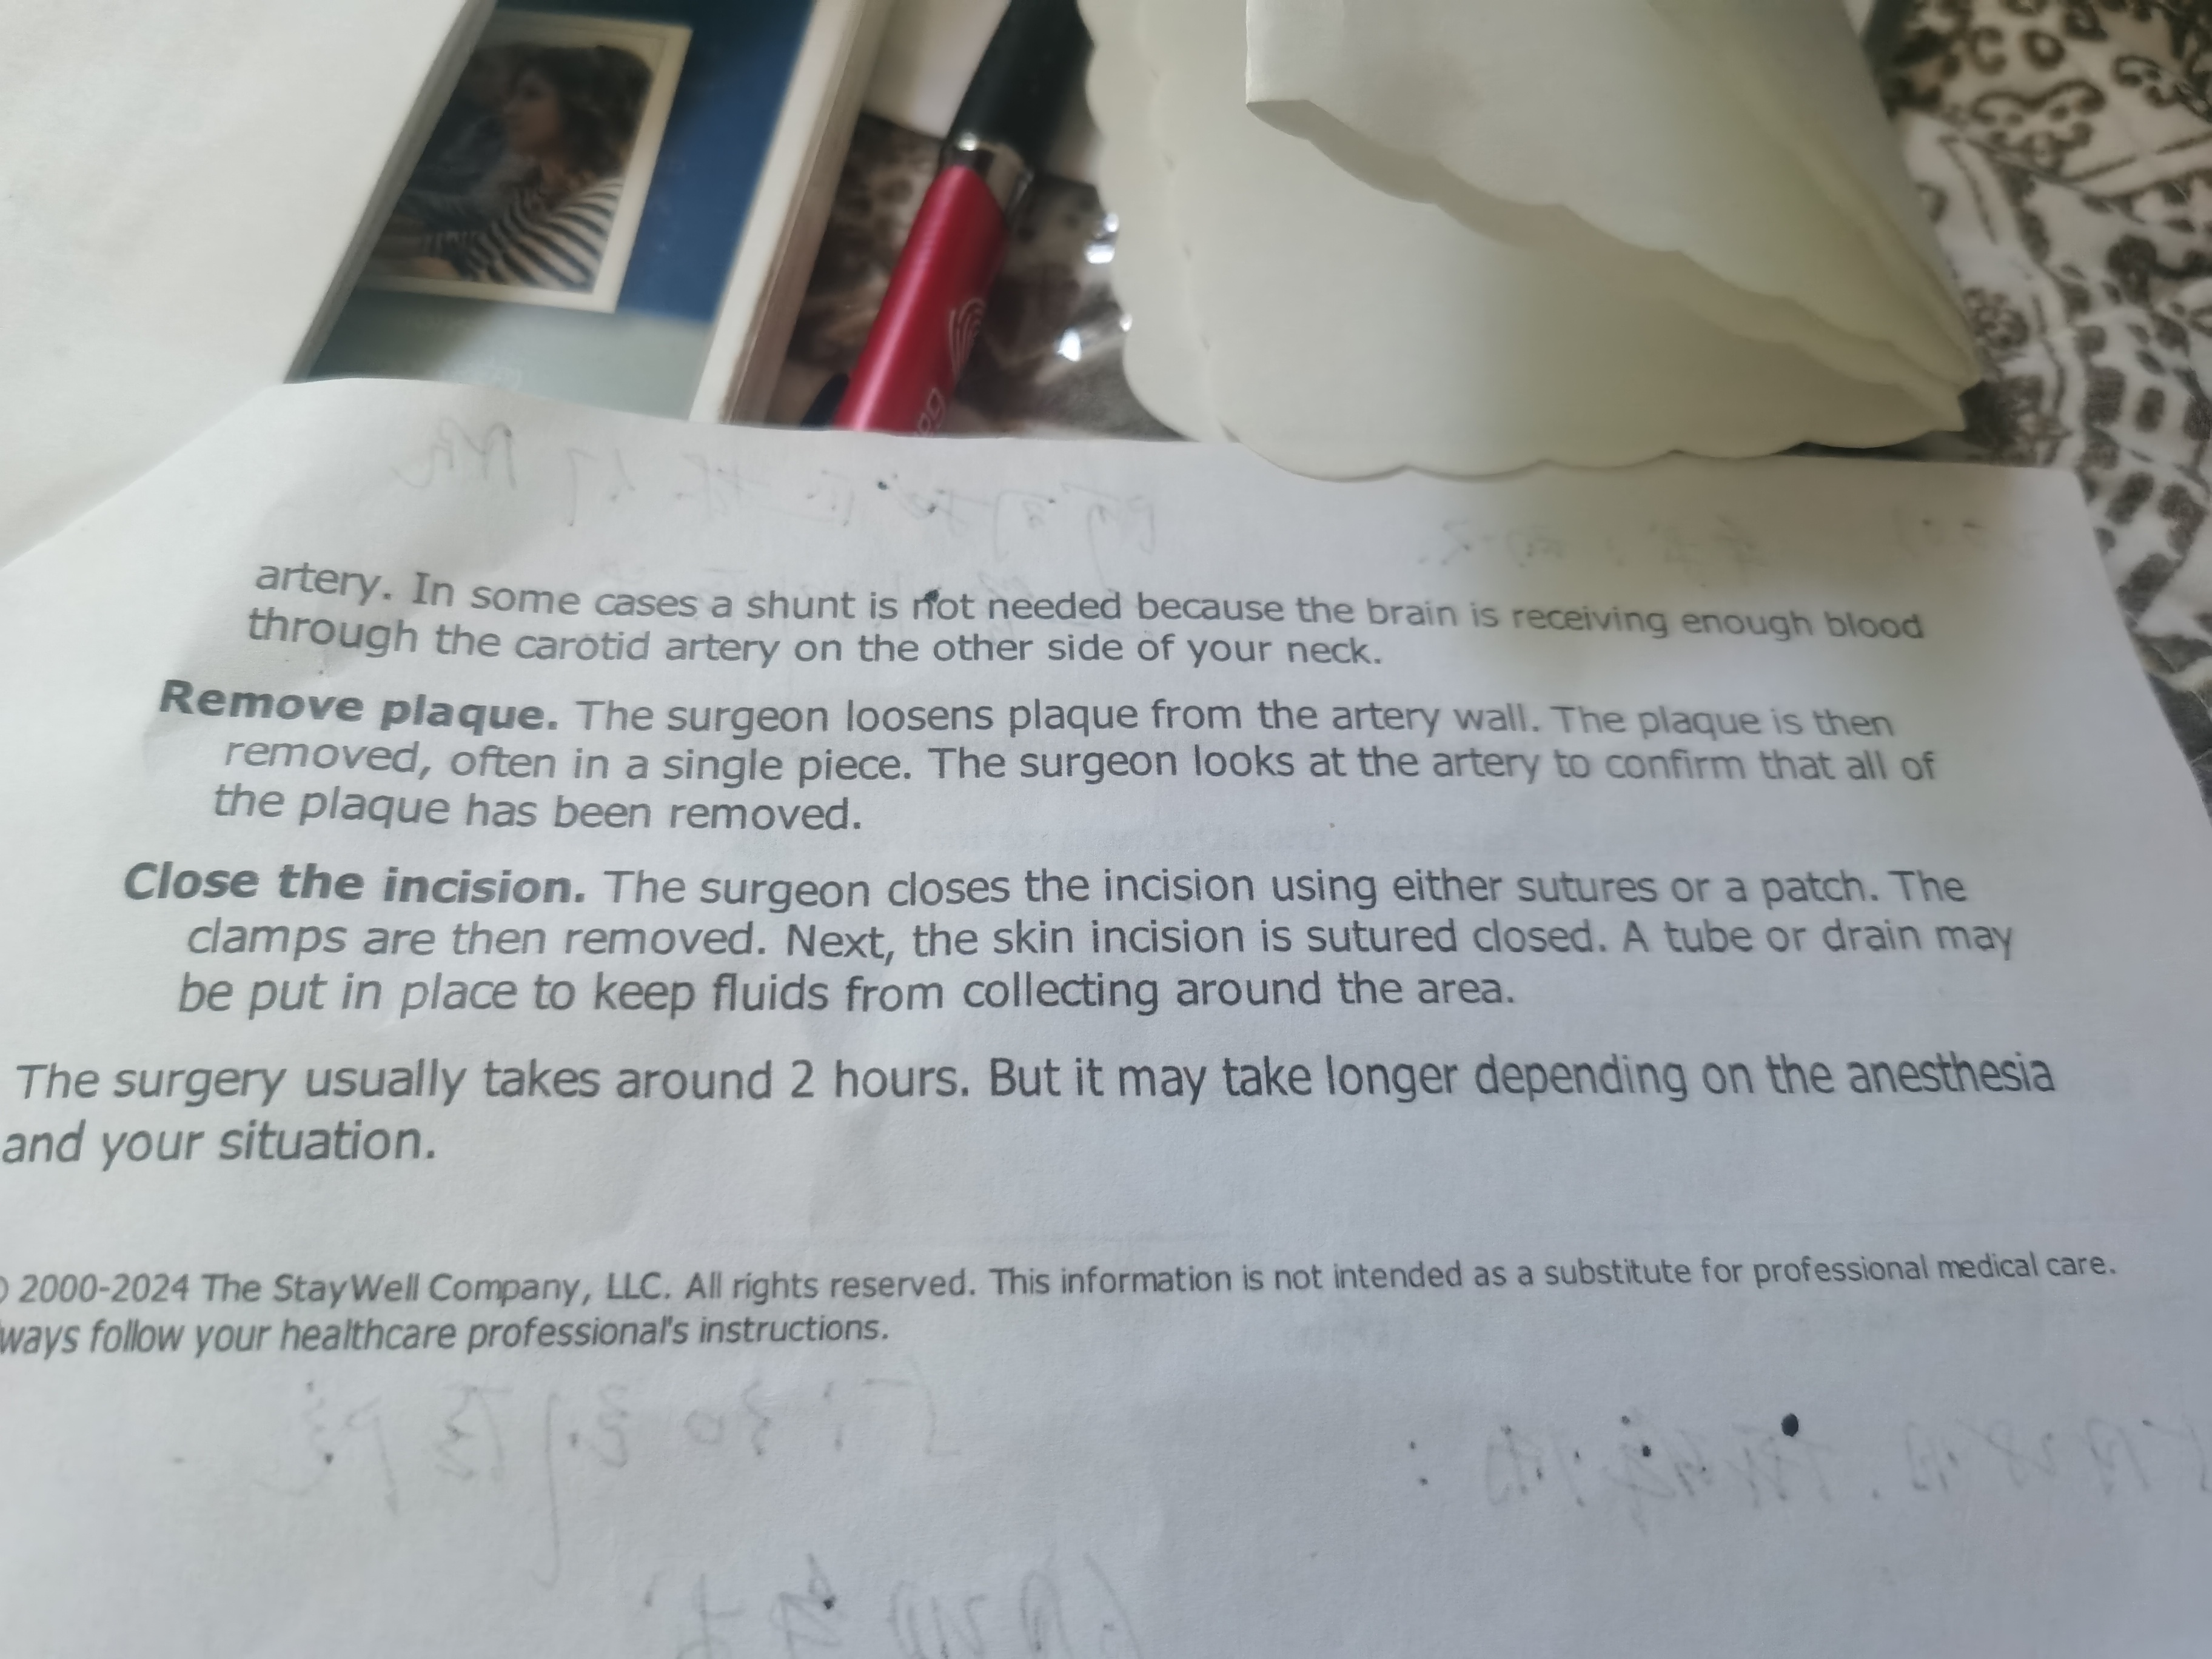 artery. In some cases a shunt is not needed because the brain is receiving enough blood
through the carotid artery on the other side of your neck.
Remove plaque. The surgeon loosens plaque from the artery wall. The plaque is then
removed, often in a single piece. The surgeon looks at the artery to confirm that all of
the plaque has been removed.
Close the incision. The surgeon closes the incision using either sutures or a patch. The
clamps are then removed. Next, the skin incision is sutured closed. A tube or drain may
be put in place to keep fluids from collecting around the area.
The surgery usually takes around 2 hours. But it may take longer depending on the anesthesia
and your situation.
2000-2024 The StayWell Company, LLC. All rights reserved. This information is not intended as a substitute for professional medical care.
ways follow your healthcare professional's instructions.